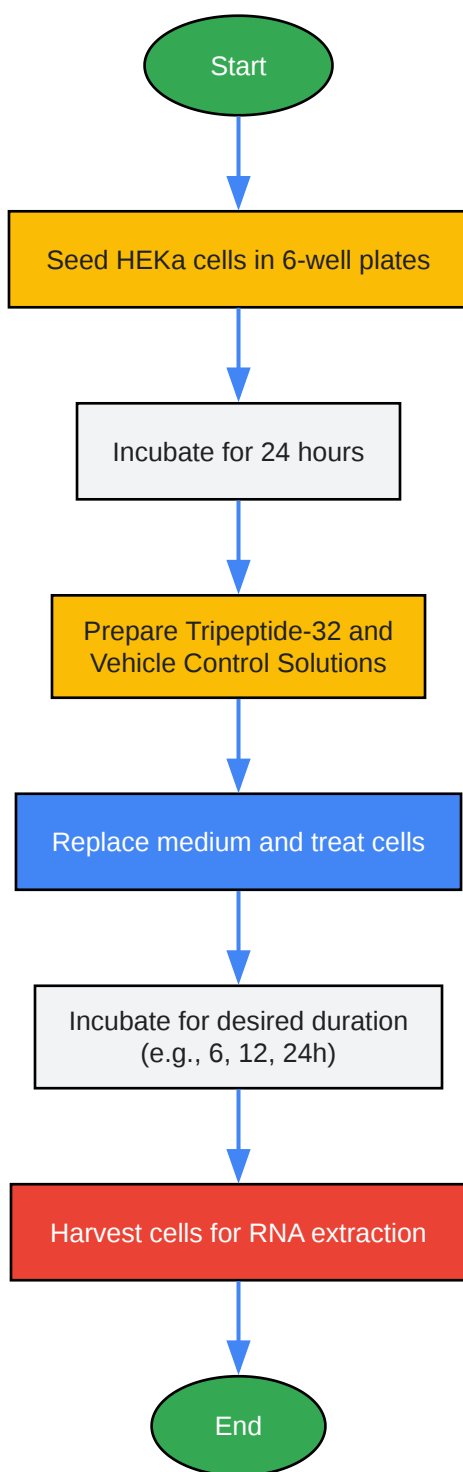 Start
Seed HEKa cells in 6-well plates
Incubate for 24 hours
Prepare Tripeptide-32 and
Vehicle Control Solutions
Replace medium and treat cells
Incubate for desired duration
(e.g., 6, 12, 24h)
Harvest cells for RNA extraction
End